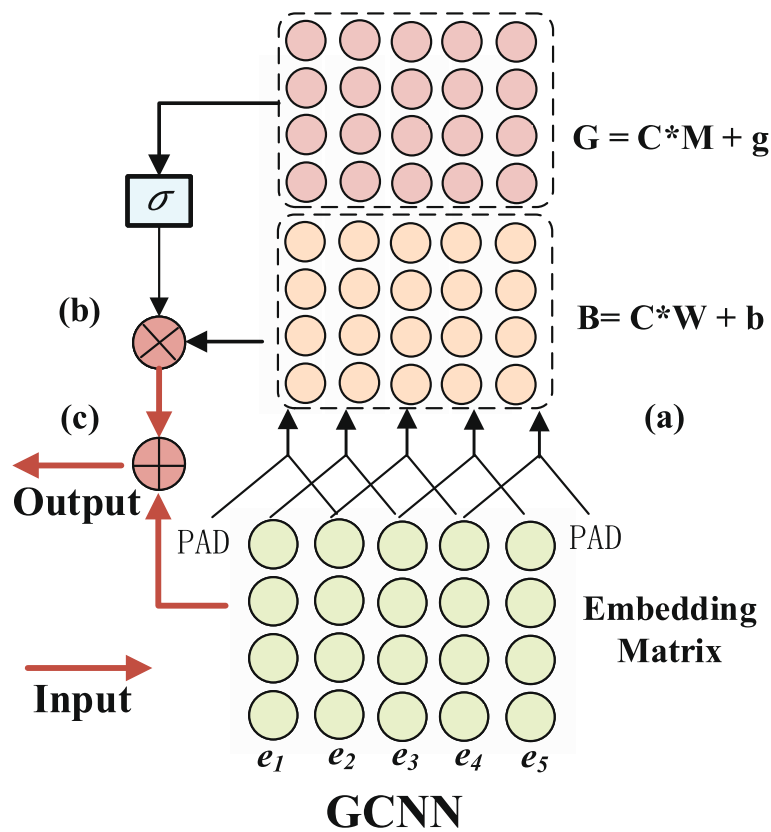 G = C*M + g
σ
(b)
B= C*W + b
(c)
(a)
Output
PAD
PAD
Embedding
Matrix
Input
e1 e2 e3 e4 e5
GCNN